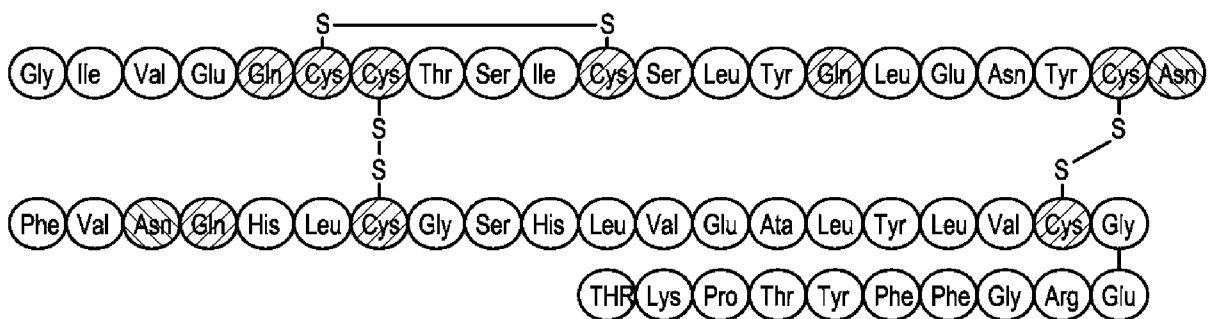 S S
Gly Ile Val Glu Gln Cys Cys Thr Ser Ile Cys Ser Leu Tyr Gln Leu Glu Asn Tyr Cys Asn
S S
S S
Phe Val Asn Gln His Leu Cys Gly Ser His Leu Val Glu Ata Leu Tyr Leu Val Cys Gly
THR Lys Pro Thr Tyr Phe Phe Gly Arg Glu